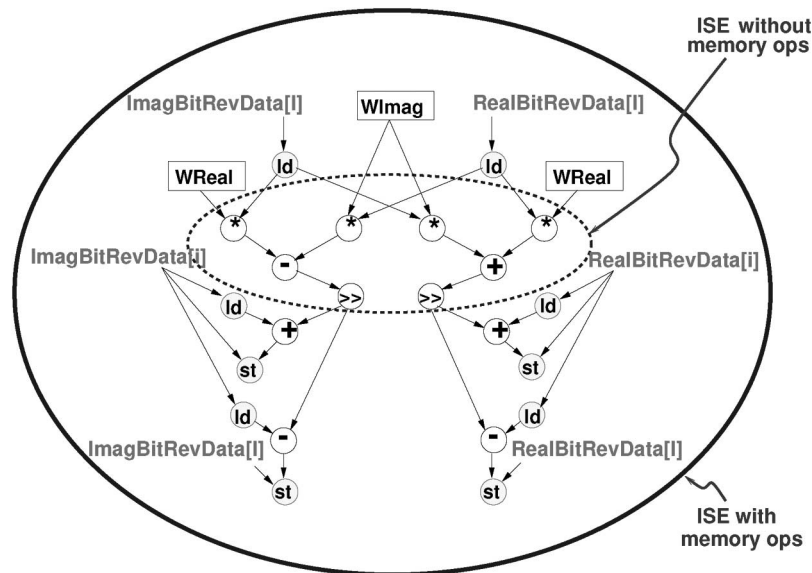 ISE without
memory ops
ImagBitRevData[l]
WImag
RealBitRevData[l]
ld
ld
WReal
WReal
*
*
*
*
ImagBitRevData[i]
-
+
RealBitRevData[i]
ld
>>
>>
ld
+
+
st
st
ld
ld
-
-
ImagBitRevData[l]
RealBitRevData[l]
st
st
ISE with
memory ops